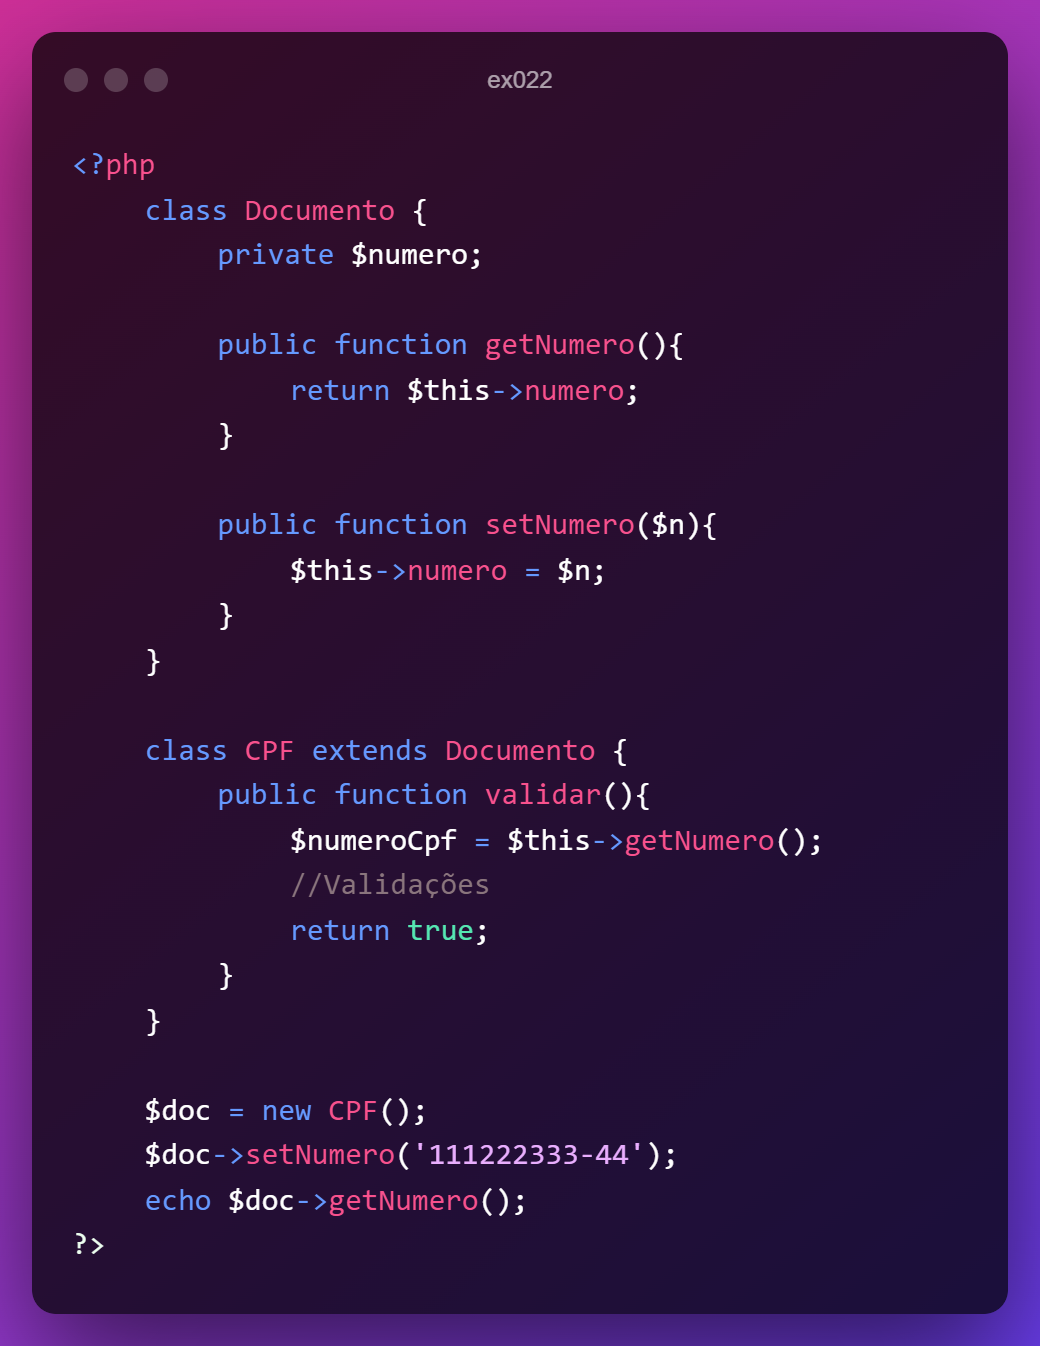 ex022
<?php
class Documento {
private $numero;
public function getNumero(){
return $this->numero;
}
public function setNumero($n){
$this->numero = $n;
}
}
class CPF extends Documento {
public function validar(){
$numeroCpf = $this->getNumero();
//Validações
return true;
}
}
$doc = new CPF();
$doc->setNumero('111222333-44');
echo $doc->getNumero();
?>